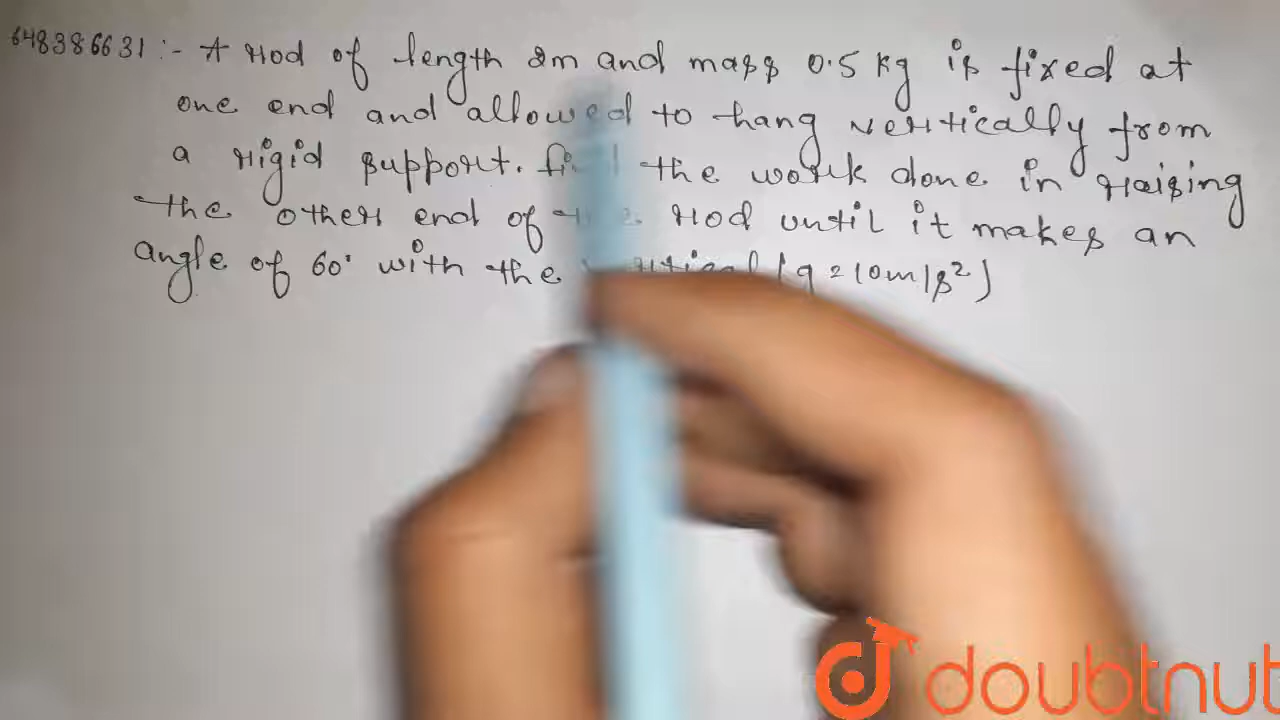 648386631 :- A rod of length 2m and mass 0.5 kg is fixed at
one end and allowed to hang vertically from
a rigid support. the work done in raising
the other end of rod until it makes an
angle of 60° with the (g = 10m/s²)
doubtnut